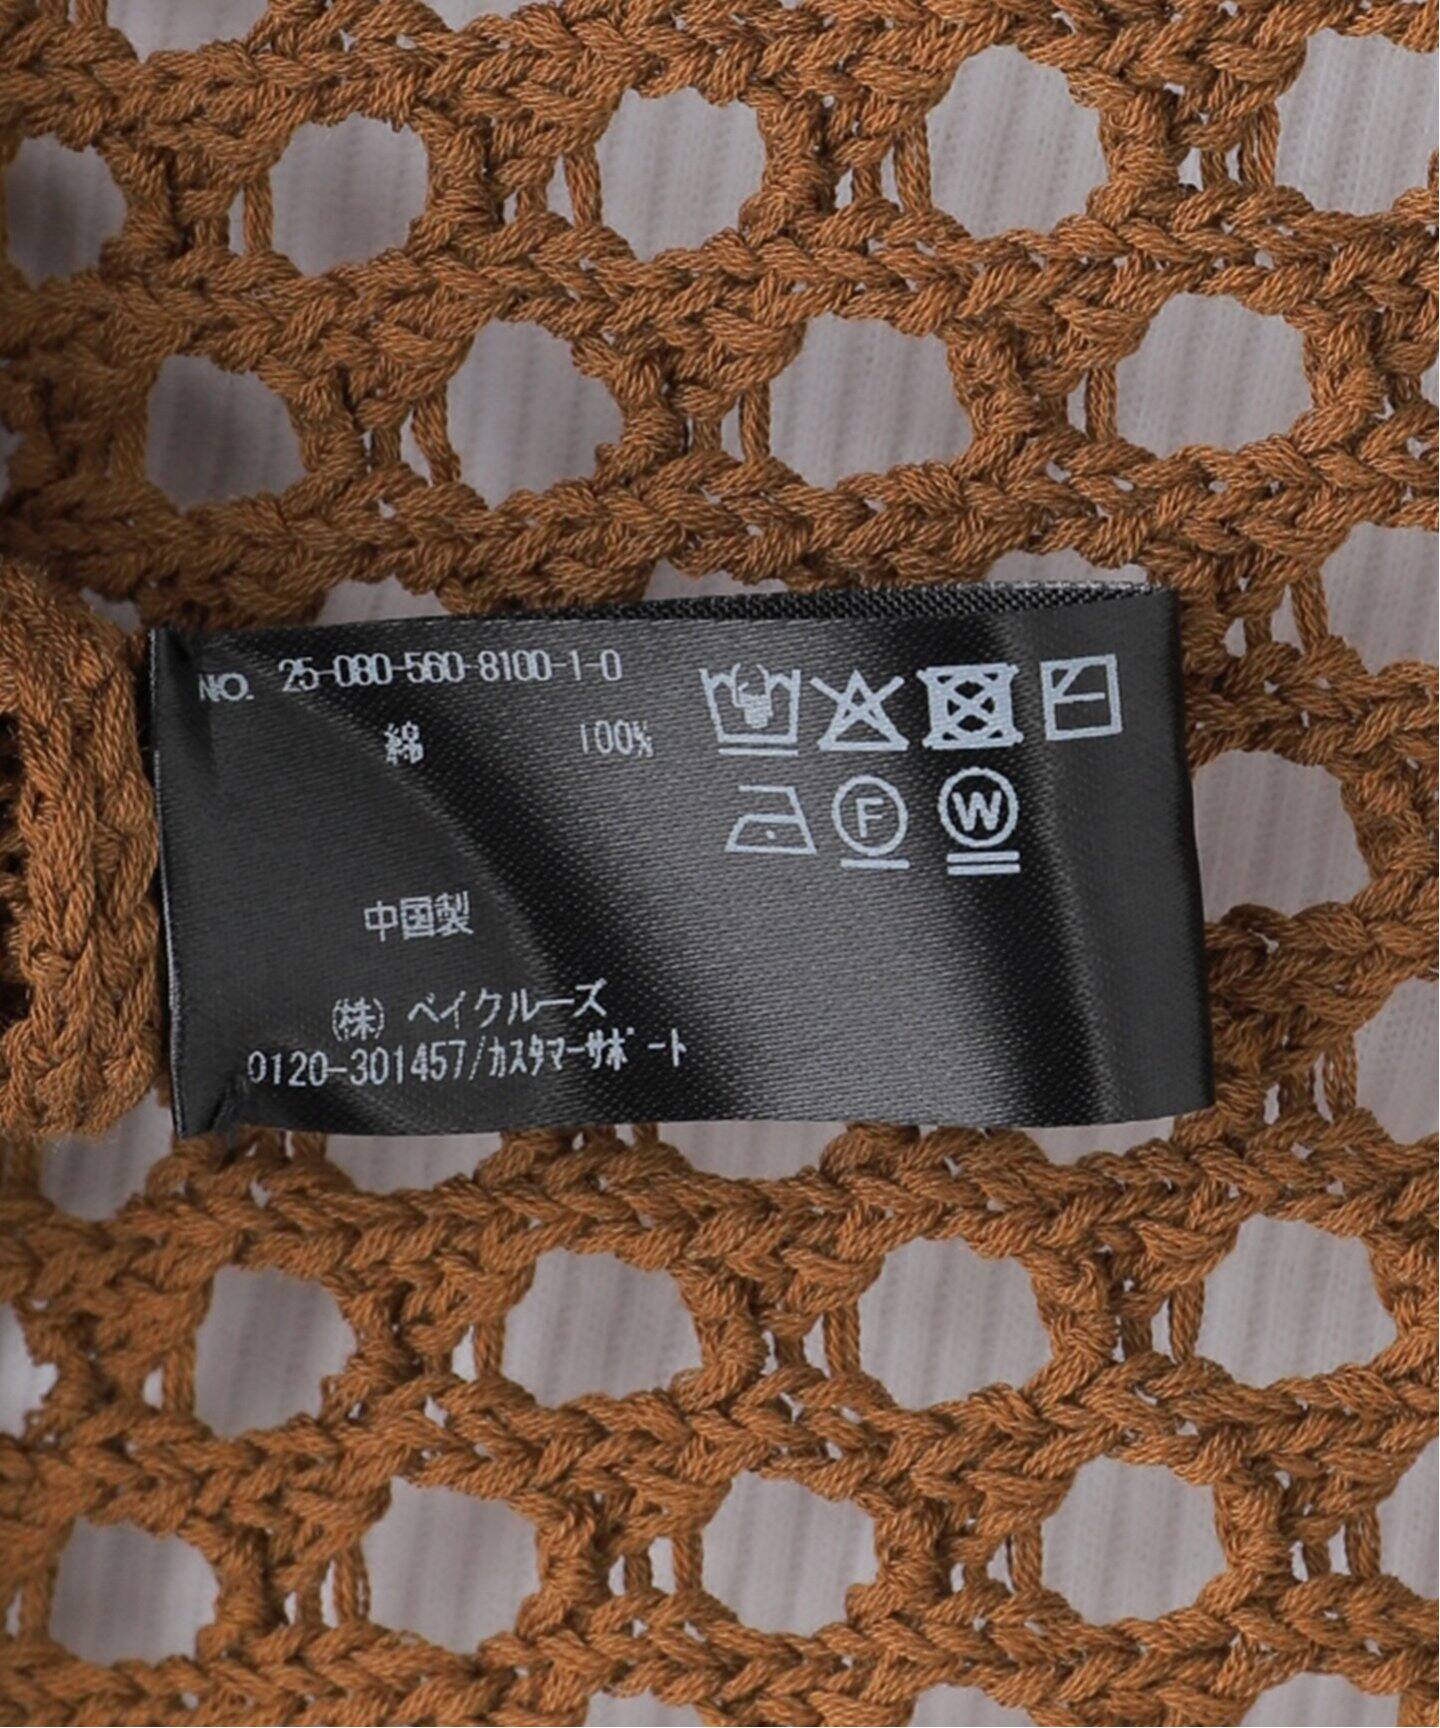 NO. 25-080-560-8100-1-0
綿 100%
F W
中国製
(株) ベイクルーズ
0120-301457/カスタマーサポート